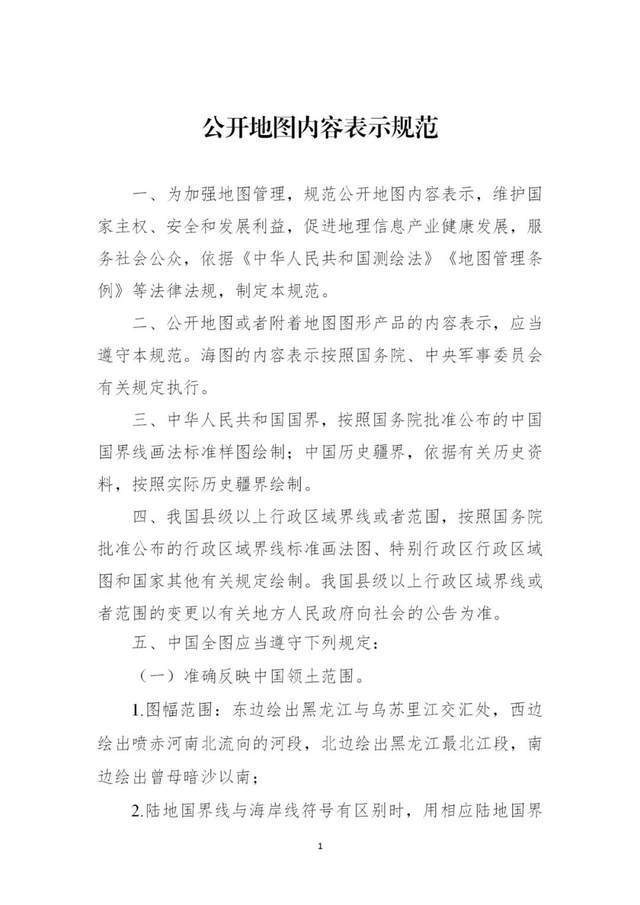 公开地图内容表示规范
一、为加强地图管理，规范公开地图内容表示，维护国
家主权、安全和发展利益，促进地理信息产业健康发展，服
务社会公众，依据《中华人民共和国测绘法》《地图管理条
例》等法律法规，制定本规范。
二、公开地图或者附着地图图形产品的内容表示，应当
遵守本规范。海图的内容表示按照国务院、中央军事委员会
有关规定执行。
三、中华人民共和国国界，按照国务院批准公布的中国
国界线画法标准样图绘制；中国历史疆界，依据有关历史资
料，按照实际历史疆界绘制。
四、我国县级以上行政区域界线或者范围，按照国务院
批准公布的行政区域界线标准画法图、特别行政区行政区域
图和国家其他有关规定绘制。我国县级以上行政区域界线或
者范围的变更以有关地方人民政府向社会的公告为准。
五、中国全图应当遵守下列规定：
（一）准确反映中国领土范围。
1.图幅范围：东边绘出黑龙江与乌苏里江交汇处，西边
绘出喷赤河南北流向的河段，北边绘出黑龙江最北江段，南
边绘出曾母暗沙以南；
2.陆地国界线与海岸线符号有区别时，用相应陆地国界
1